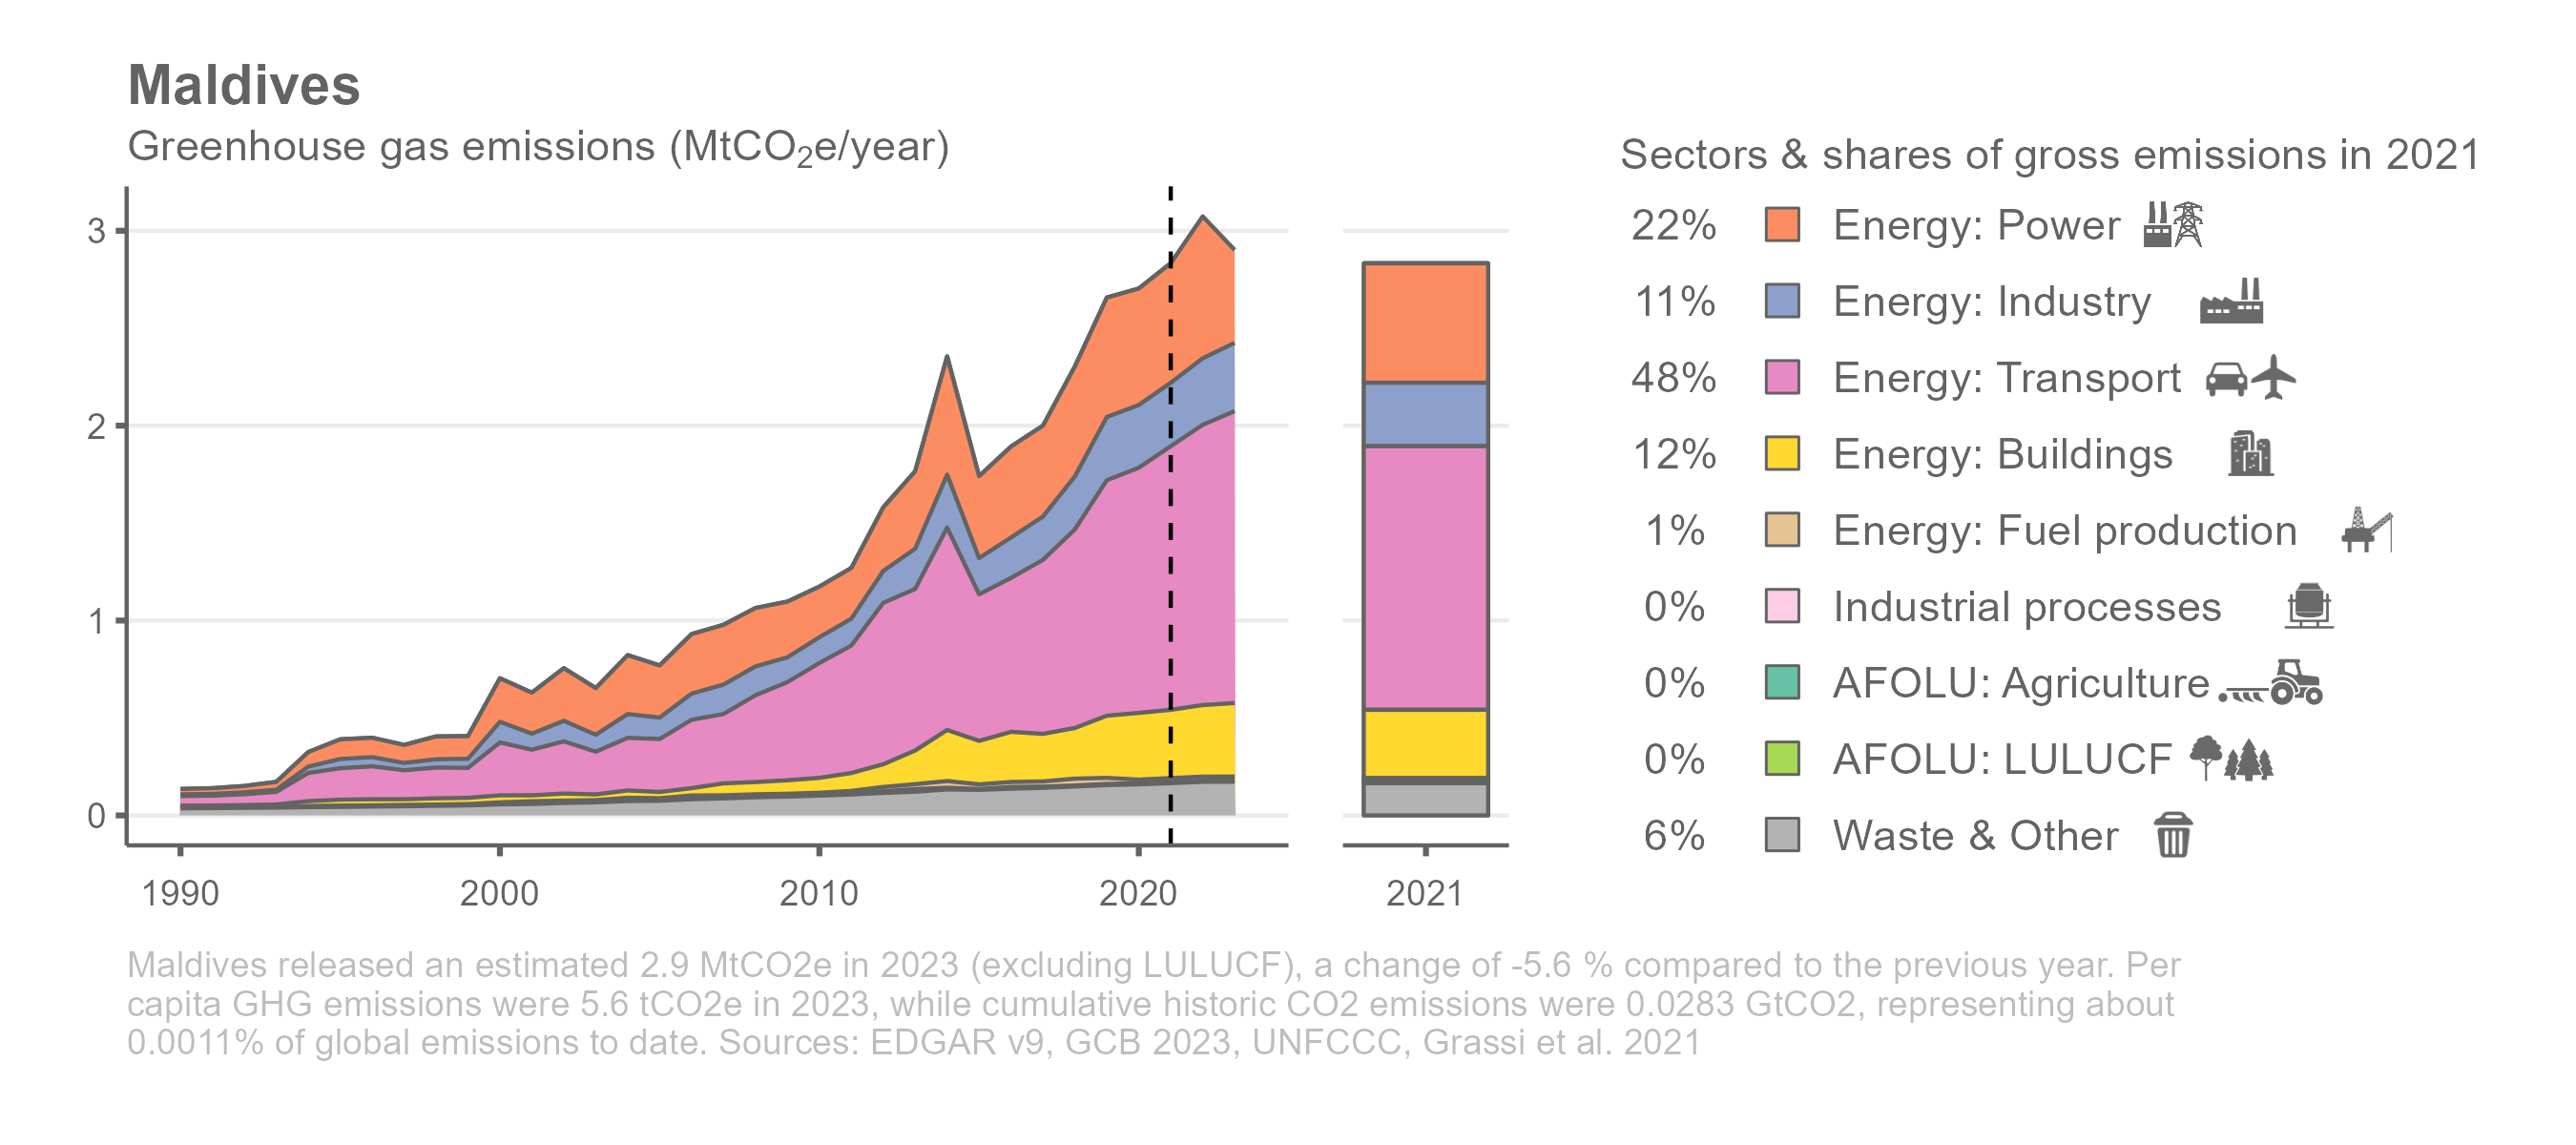 Maldives
Greenhouse gas emissions (MtCO₂e/year)
Sectors & shares of gross emissions in 2021
3
2
1
0
1990
2000
2010
2020
2021
22% Energy: Power
11% Energy: Industry
48% Energy: Transport
12% Energy: Buildings
1% Energy: Fuel production
0% Industrial processes
0% AFOLU: Agriculture
0% AFOLU: LULUCF
6% Waste & Other
Maldives released an estimated 2.9 MtCO2e in 2023 (excluding LULUCF), a change of -5.6 % compared to the previous year. Per
capita GHG emissions were 5.6 tCO2e in 2023, while cumulative historic CO2 emissions were 0.0283 GtCO2, representing about
0.0011% of global emissions to date. Sources: EDGAR v9, GCB 2023, UNFCCC, Grassi et al. 2021